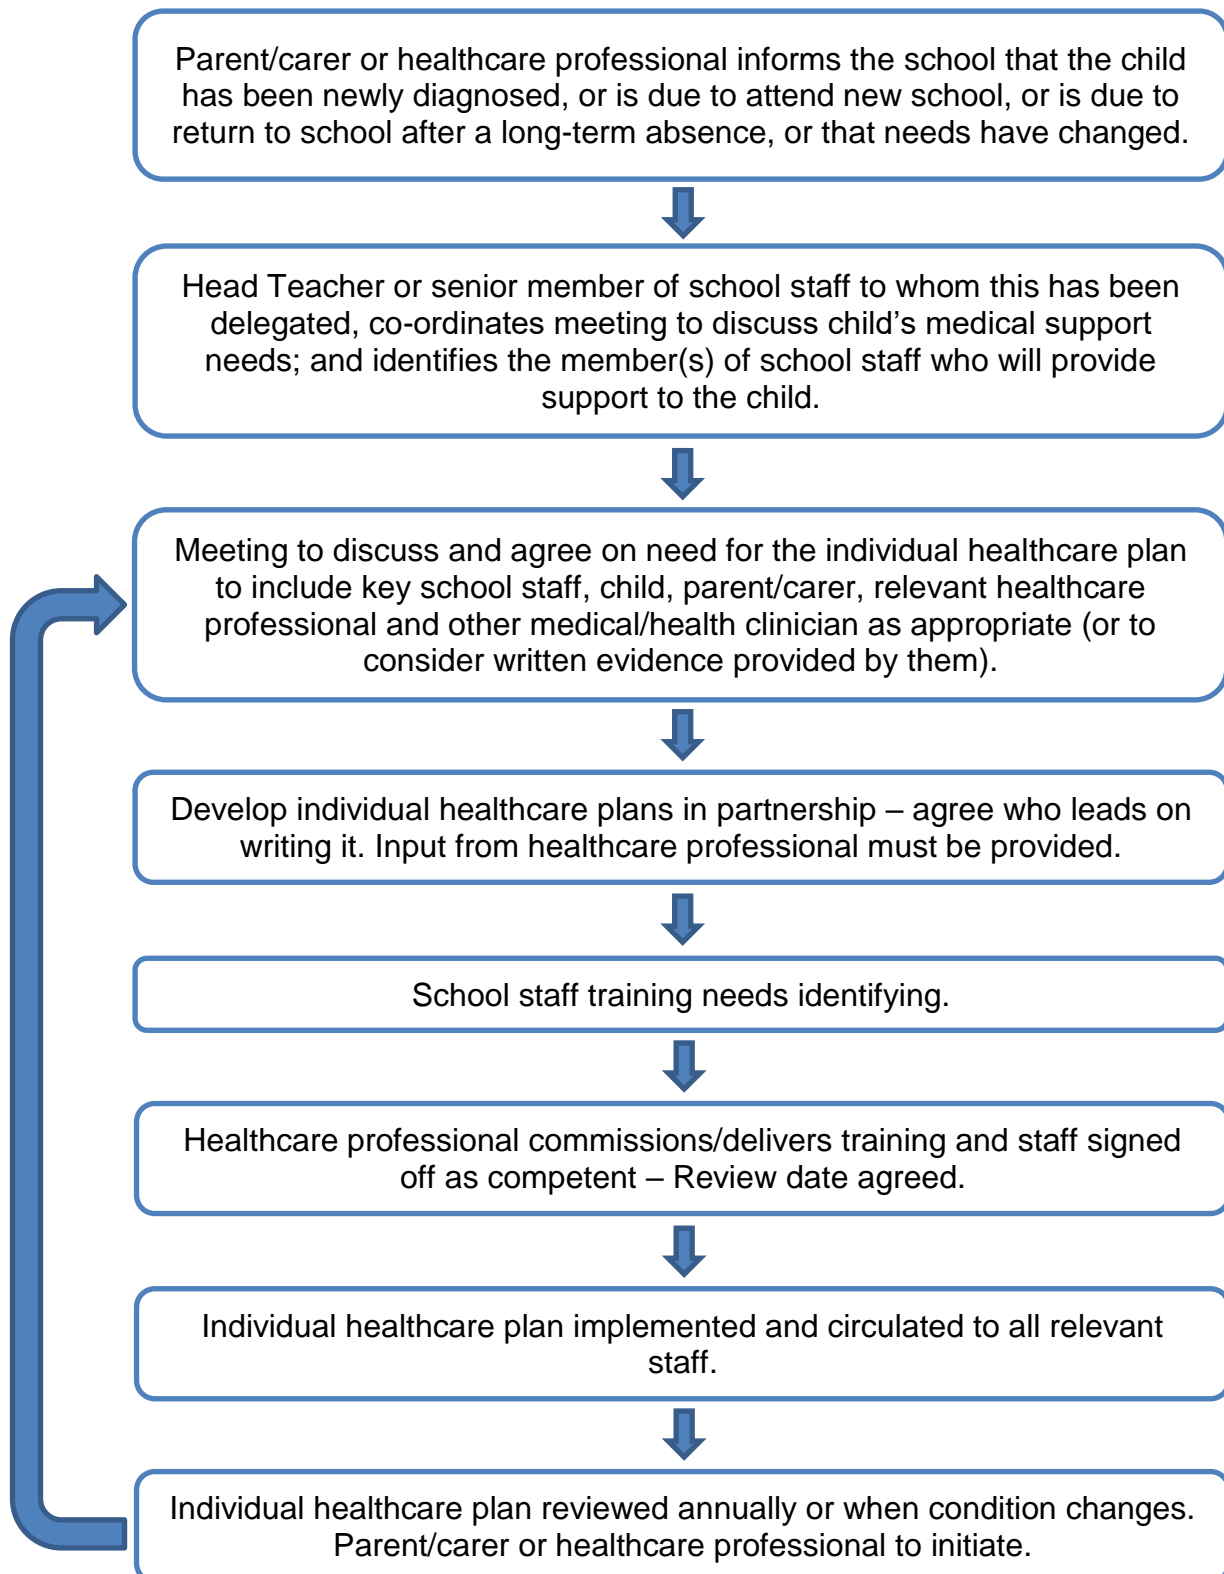 Parent/carer or healthcare professional informs the school that the child
has been newly diagnosed, or is due to attend new school, or is due to
return to school after a long-term absence, or that needs have changed.
Head Teacher or senior member of school staff to whom this has been
delegated, co-ordinates meeting to discuss child’s medical support
needs; and identifies the member(s) of school staff who will provide
support to the child.
Meeting to discuss and agree on need for the individual healthcare plan
to include key school staff, child, parent/carer, relevant healthcare
professional and other medical/health clinician as appropriate (or to
consider written evidence provided by them).
Develop individual healthcare plans in partnership – agree who leads on
writing it. Input from healthcare professional must be provided.
School staff training needs identifying.
Healthcare professional commissions/delivers training and staff signed
off as competent – Review date agreed.
Individual healthcare plan implemented and circulated to all relevant
staff.
Individual healthcare plan reviewed annually or when condition changes.
Parent/carer or healthcare professional to initiate.